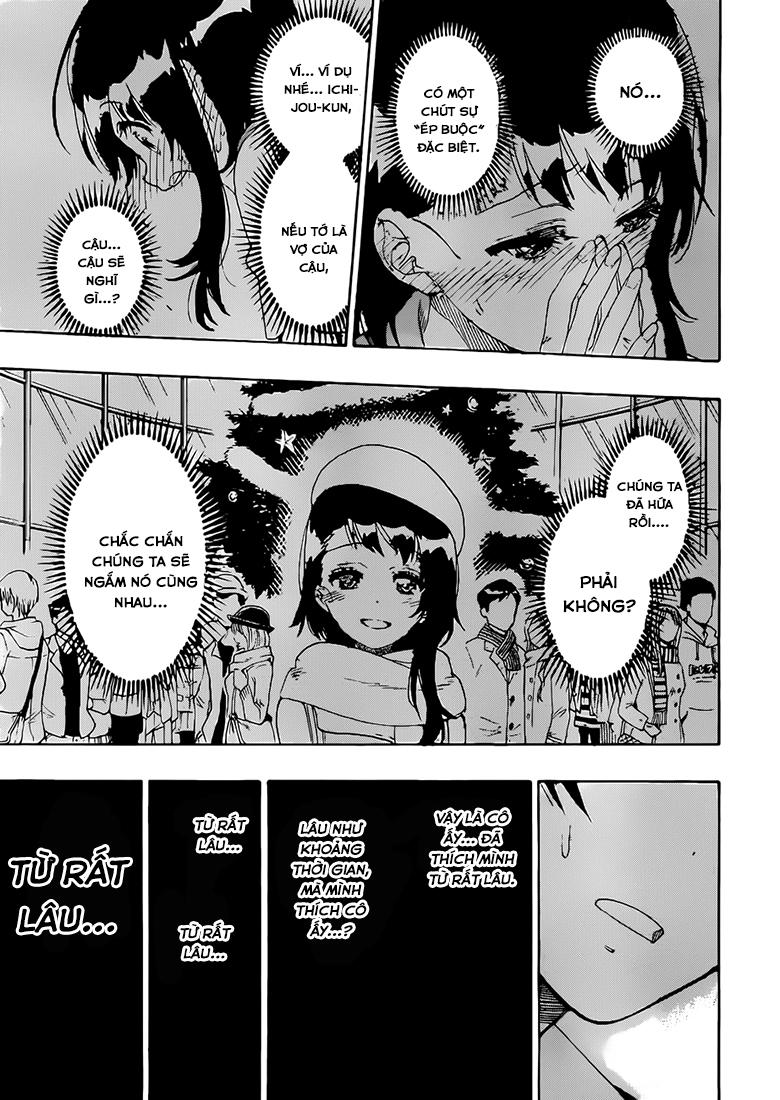 NÓ...
CÓ MỘT
CHÚT SỰ
"ÉP BUỘC"
ĐẶC BIỆT.
VÍ... VÍ DỤ
NHÉ... ICHI-
JOU-KUN,
NẾU TỚ LÀ
VỢ CỦA
CẬU,
CẬU...
CẬU SẼ
NGHĨ
GÌ...?
CHÚNG TA
ĐÃ HỨA
RỒI....
PHẢI
KHÔNG?
CHẮC CHẮN
CHÚNG TA SẼ
NGẮM NÓ CÙNG
NHAU...
VẬY LÀ CÔ
ẤY... ĐÃ
THÍCH MÌNH
TỪ RẤT LÂU.
LÂU NHƯ
KHOẢNG
THỜI GIAN,
MÀ MÌNH
THÍCH CÔ
ẤY...?
TỪ RẤT
LÂU...
TỪ RẤT
LÂU...
TỪ RẤT
LÂU...